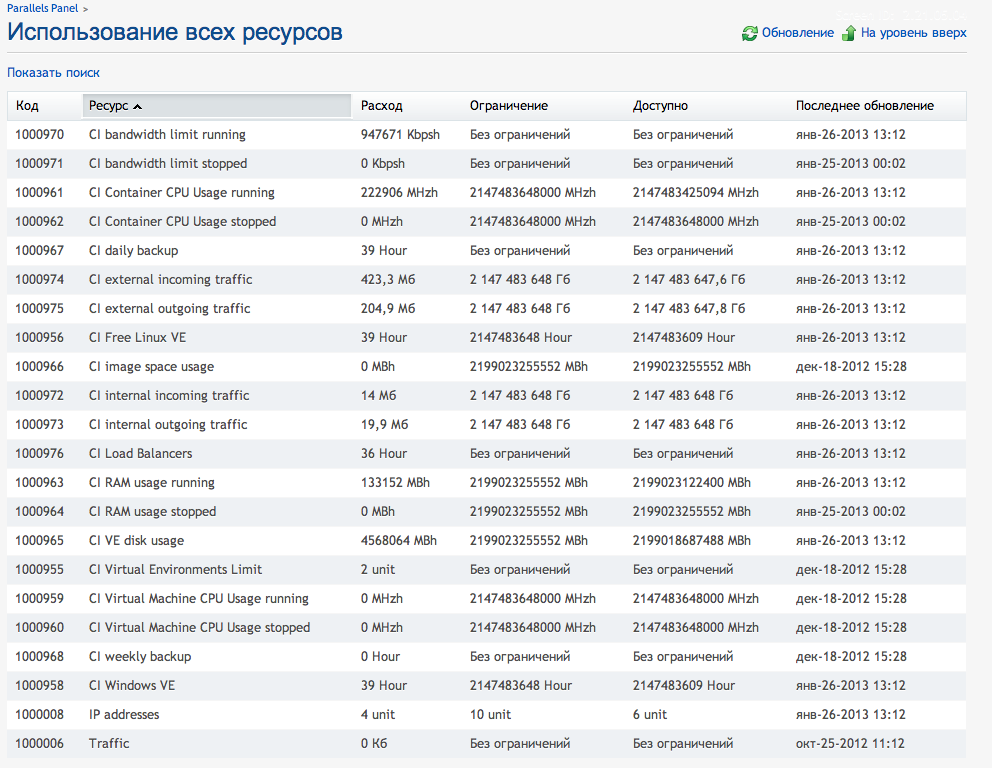 Parallels Panel >
Использование всех ресурсов
Обновление На уровень вверх
Показать поиск
Код Ресурс Расход Ограничение Доступно Последнее обновление
1000970 CI bandwidth limit running 947671 Kbpsh Без ограничений Без ограничений янв-26-2013 13:12
1000971 CI bandwidth limit stopped 0 Kbpsh Без ограничений Без ограничений янв-25-2013 00:02
1000961 CI Container CPU Usage running 222906 MHzh 2147483648000 MHzh 2147483425094 MHzh янв-26-2013 13:12
1000962 CI Container CPU Usage stopped 0 MHzh 2147483648000 MHzh 2147483648000 MHzh янв-25-2013 00:02
1000967 CI daily backup 39 Hour Без ограничений Без ограничений янв-26-2013 13:12
1000974 CI external incoming traffic 423,3 Мб 2 147 483 648 Гб 2 147 483 647,6 Гб янв-26-2013 13:12
1000975 CI external outgoing traffic 204,9 Мб 2 147 483 648 Гб 2 147 483 647,8 Гб янв-26-2013 13:12
1000956 CI Free Linux VE 39 Hour 2147483648 Hour 2147483609 Hour янв-26-2013 13:12
1000966 CI image space usage 0 MBh 2199023255552 MBh 2199023255552 MBh дек-18-2012 15:28
1000972 CI internal incoming traffic 14 Мб 2 147 483 648 Гб 2 147 483 648 Гб янв-26-2013 13:12
1000973 CI internal outgoing traffic 19,9 Мб 2 147 483 648 Гб 2 147 483 648 Гб янв-26-2013 13:12
1000976 CI Load Balancers 36 Hour Без ограничений Без ограничений янв-26-2013 13:12
1000963 CI RAM usage running 133152 MBh 2199023255552 MBh 2199023122400 MBh янв-26-2013 13:12
1000964 CI RAM usage stopped 0 MBh 2199023255552 MBh 2199023255552 MBh янв-25-2013 00:02
1000965 CI VE disk usage 4568064 MBh 2199023255552 MBh 2199018687488 MBh янв-26-2013 13:12
1000955 CI Virtual Environments Limit 2 unit Без ограничений Без ограничений дек-18-2012 15:28
1000959 CI Virtual Machine CPU Usage running 0 MHzh 2147483648000 MHzh 2147483648000 MHzh дек-18-2012 15:28
1000960 CI Virtual Machine CPU Usage stopped 0 MHzh 2147483648000 MHzh 2147483648000 MHzh дек-18-2012 15:28
1000968 CI weekly backup 0 Hour Без ограничений Без ограничений дек-18-2012 15:28
1000958 CI Windows VE 39 Hour 2147483648 Hour 2147483609 Hour янв-26-2013 13:12
1000008 IP addresses 4 unit 10 unit 6 unit янв-26-2013 13:12
1000006 Traffic 0 Кб Без ограничений Без ограничений окт-25-2012 11:12